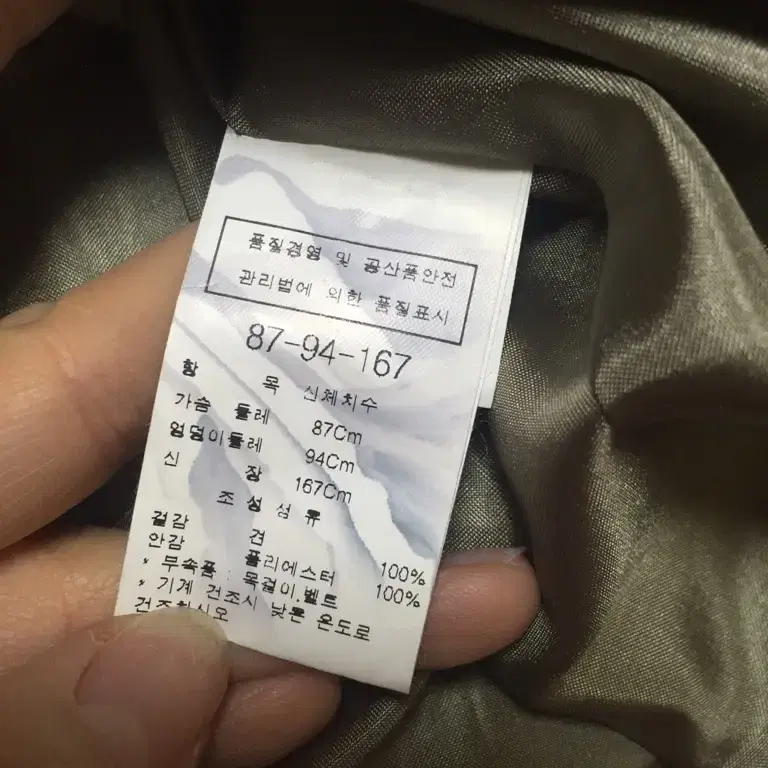 품질경영 및 공산품안전
관리법에 의한 품질표시
87-94-167
항 목 신체치수
가슴 둘레 87Cm
엉덩이둘레 94Cm
신 장 167Cm
조 성 섬 유
겉감 견 100%
안감 폴리에스터 100%
* 부속품 : 목걸이.벨트
* 기계 건조시 낮은 온도로
건조하십시오